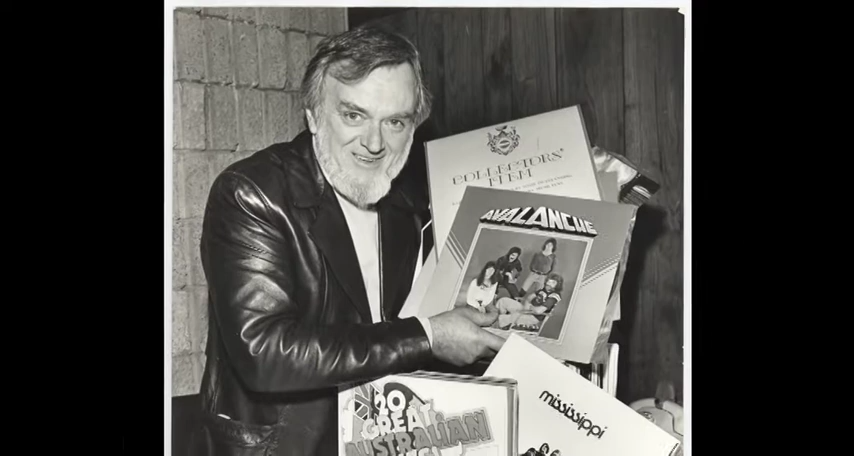 COLLECTORS'
ITEM
AVALANCHE
mississippi
20
GREAT
AUSTRALIAN